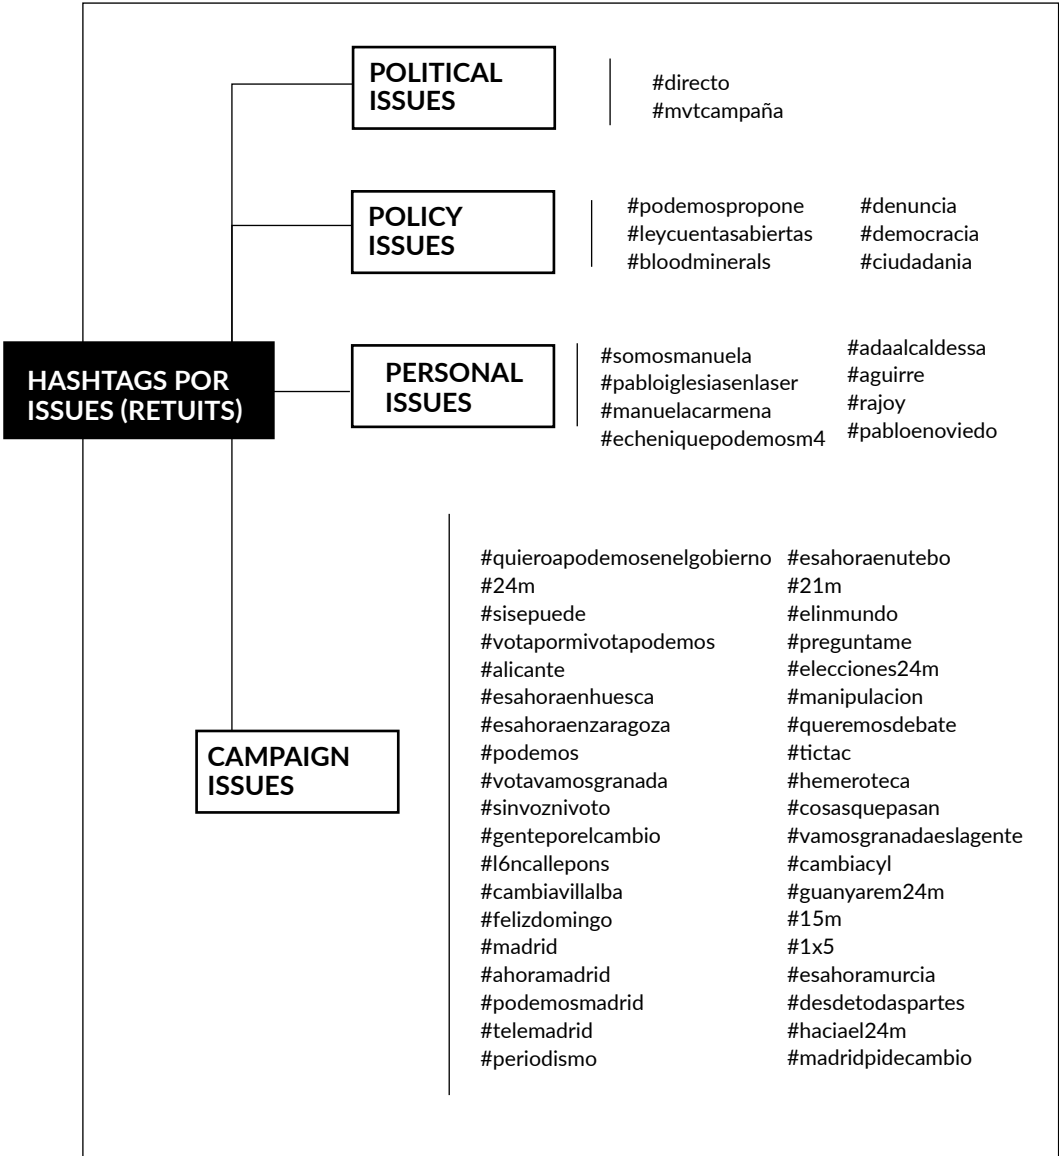 POLITICAL
ISSUES
#directo
#mvtcampaña
POLICY
ISSUES
#podemospropone
#leycuentasabiertas
#bloodminerals
#denuncia
#democracia
#ciudadania
HASHTAGS POR
ISSUES (RETUITS)
PERSONAL
ISSUES
#somosmanuela
#pabloiglesiasenlaser
#manuelacarmena
#echeniquepodemosm4
#adaalcaldessa
#aguirre
#rajoy
#pabloenoviedo
CAMPAIGN
ISSUES
#quieroapodemosenelgobierno
#24m
#sisepuede
#votapormivotapodemos
#alicante
#esahoraenhuesca
#esahoraenzaragoza
#podemos
#votavamosgranada
#sinvoznivoto
#genteporelcambio
#l6ncallepons
#cambiavillalba
#felizdomingo
#madrid
#ahoramadrid
#podemosmadrid
#telemadrid
#periodismo
#esahoraenutebo
#21m
#elinmundo
#preguntame
#elecciones24m
#manipulacion
#queremosdebate
#tictac
#hemeroteca
#cosasquepasan
#vamosgranadaeslagente
#cambiacyl
#guanyarem24m
#15m
#1x5
#esahoramurcia
#desdetodaspartes
#haciael24m
#madridpidecambio